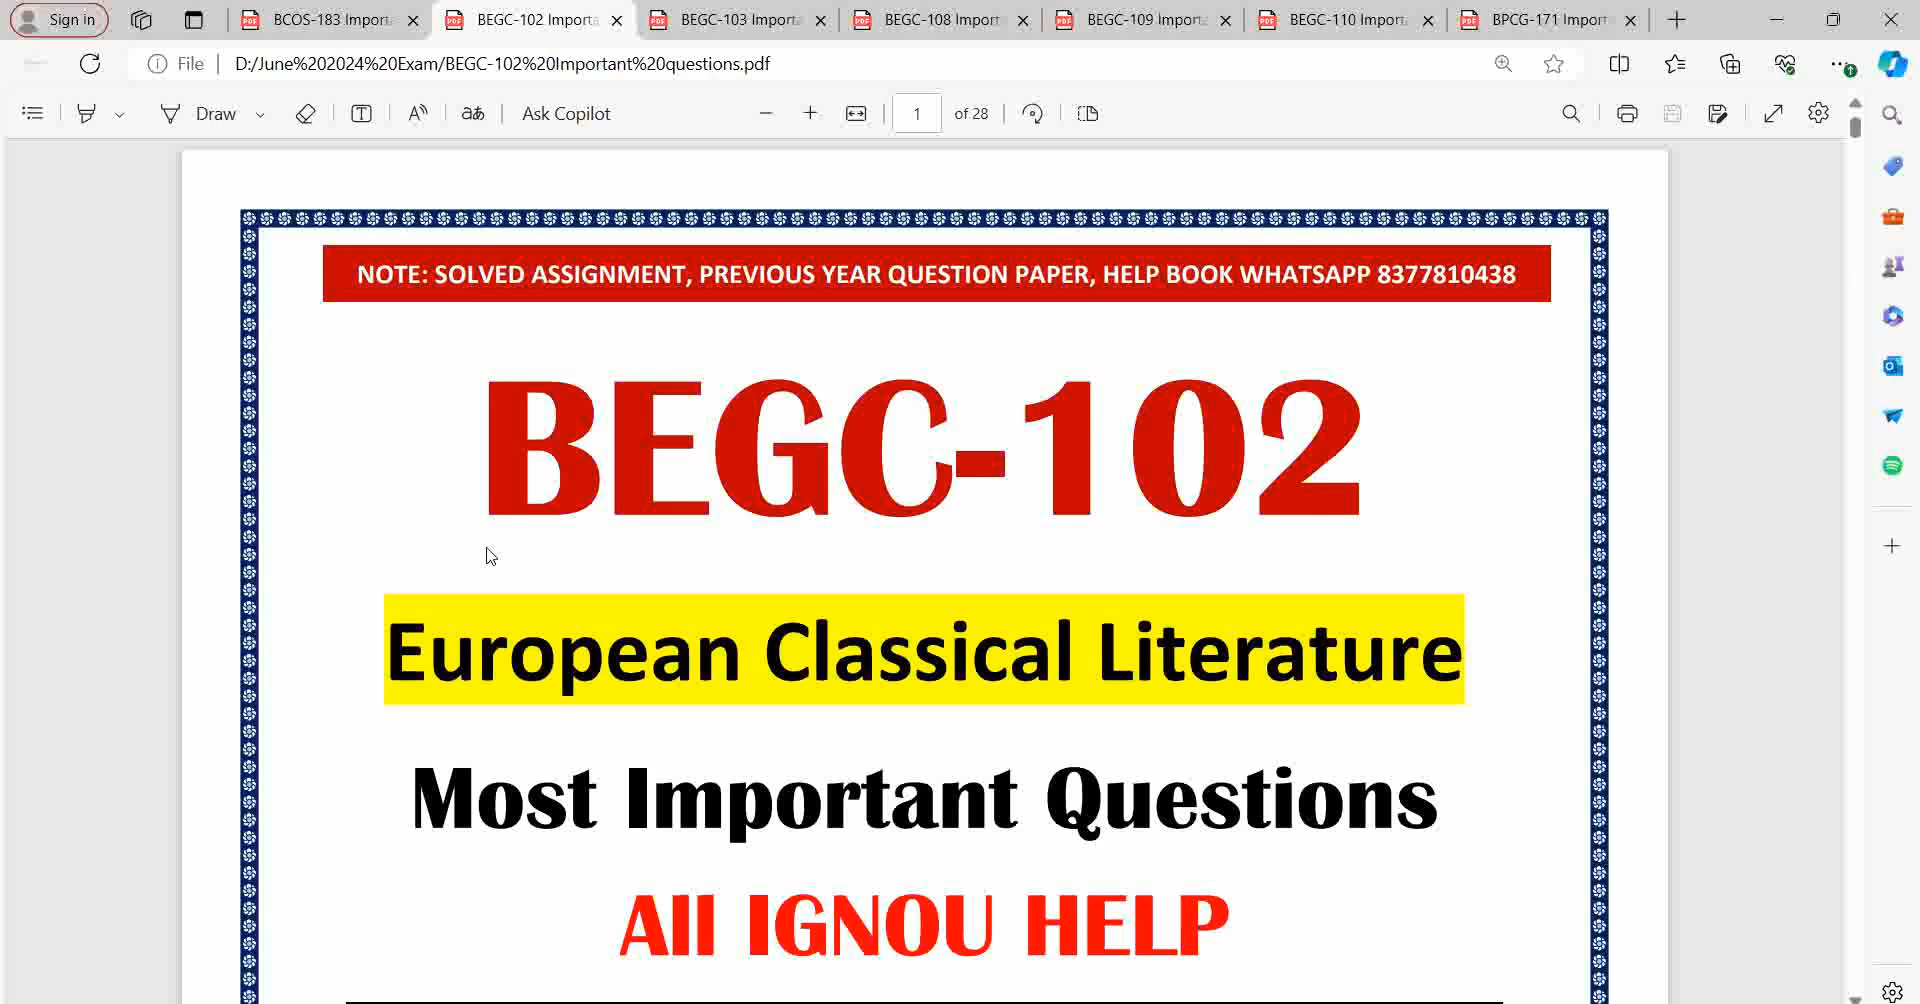 Sign in
BCOS-183 Import
BEGC-102 Importa
BEGC-103 Importa
BEGC-108 Import
BEGC-109 Importa
BEGC-110 Import
BPCG-171 Import
File
D:/June%202024%20Exam/BEGC-102%20Important%20questions.pdf
Draw
aあ
Ask Copilot
1
of 28
NOTE: SOLVED ASSIGNMENT, PREVIOUS YEAR QUESTION PAPER, HELP BOOK WHATSAPP 8377810438
BEGC-102
European Classical Literature
Most Important Questions
All IGNOU HELP